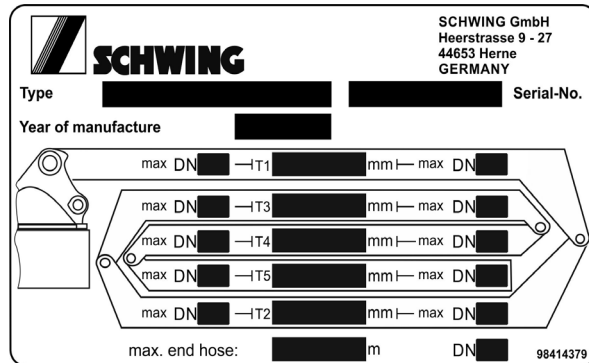 SCHWING
SCHWING GmbH
Heerstrasse 9 - 27
44653 Herne
GERMANY
Type Serial-No.
Year of manufacture
max DN T1 mm max DN
max DN T3 mm max DN
max DN T4 mm max DN
max DN T5 mm max DN
max DN T2 mm max DN
max. end hose: m DN
98414379